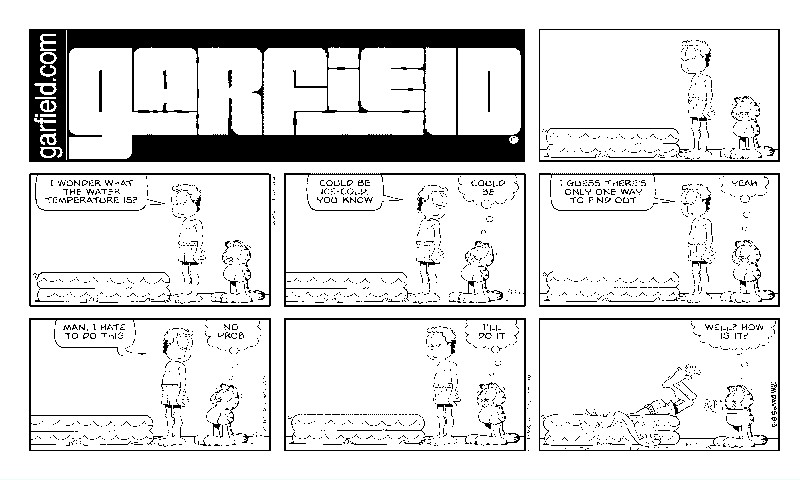 garfield.com
GARFIELD
I WONDER WHAT
THE WATER
TEMPERATURE IS?
COULD BE
ICE-COLD,
YOU KNOW
COULD
BE
I GUESS THERE'S
ONLY ONE WAY
TO FIND OUT
YEAH
MAN, I HATE
TO DO THIS
NO
PROB
I'LL
DO IT
WELL? HOW
IS IT?